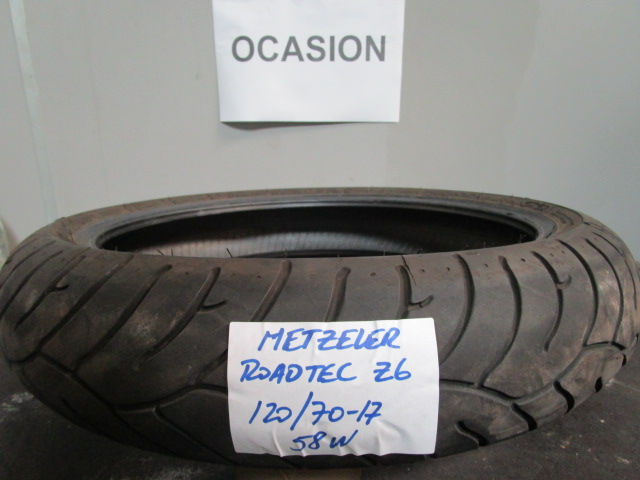 OCASION
METZELER
ROADTEC Z6
120/70-17
58W